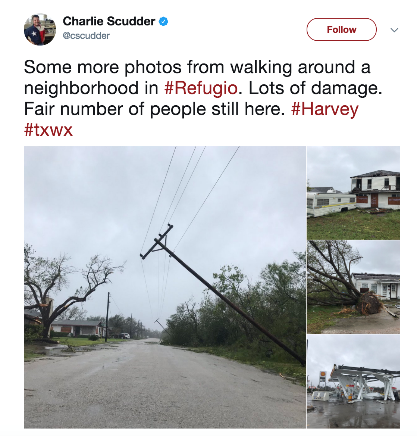 Charlie Scudder
@cscudder
Follow
Some more photos from walking around a
neighborhood in #Refugio. Lots of damage.
Fair number of people still here. #Harvey
#txwx